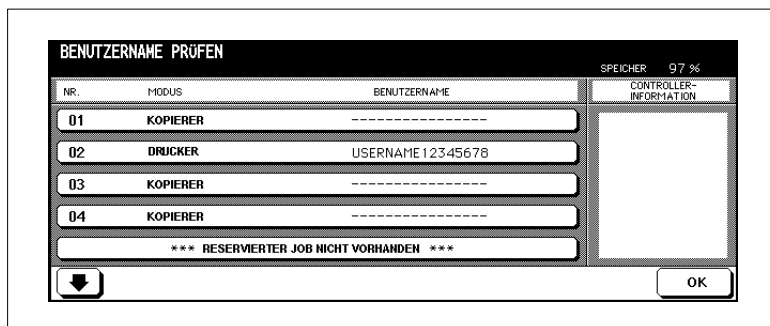 BENUTZERNAME PRÜFEN
SPEICHER 97 %
NR. MODUS BENUTZERNAME
CONTROLLER-
INFORMATION
01 KOPIERER ----------------
02 DRUCKER USERNAME12345678
03 KOPIERER ----------------
04 KOPIERER ----------------
*** RESERVIERTER JOB NICHT VORHANDEN ***
OK